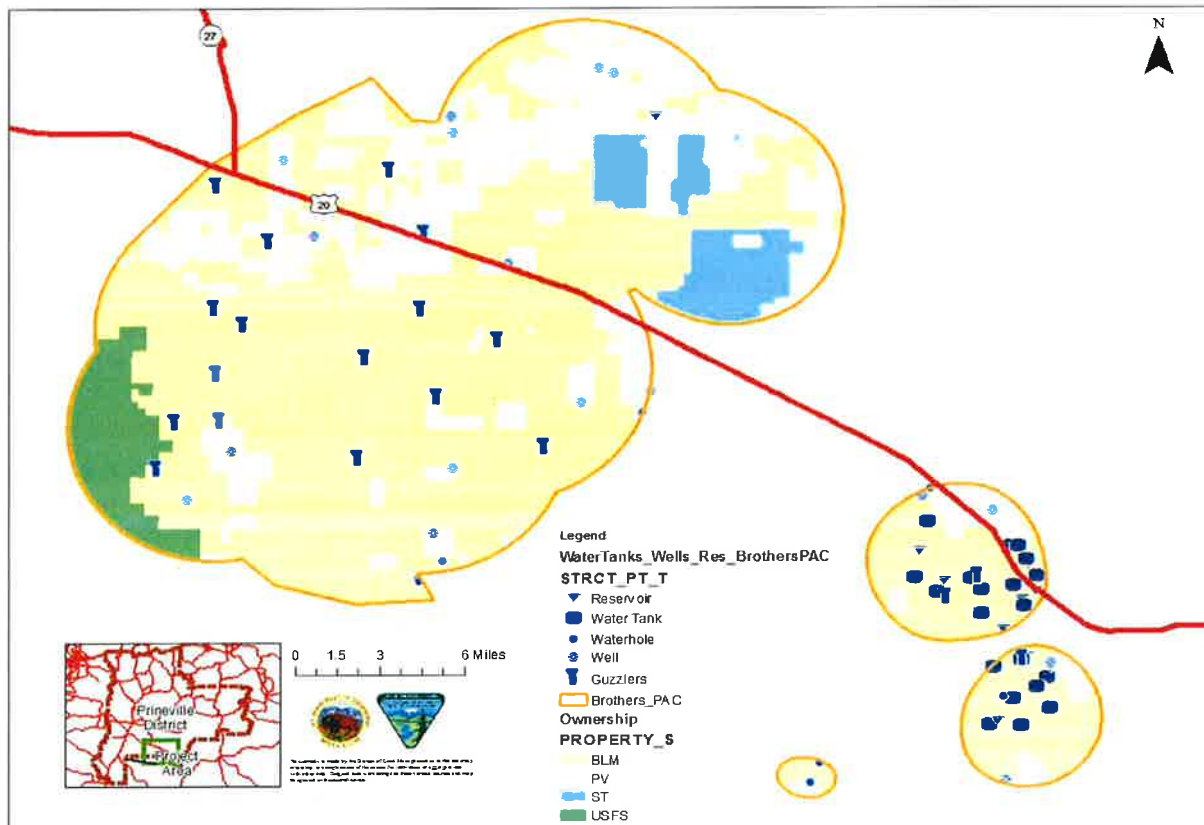 27
N
20
Legend
WaterTanks_Wells_Res_BrothersPAC
STRCT_PT_T
Reservoir
Water Tank
Waterhole
Well
Guzzlers
Brothers_PAC
Ownership
PROPERTY_S
BLM
PV
ST
USFS
0 1.5 3 6 Miles
Prineville
District
Project
Area